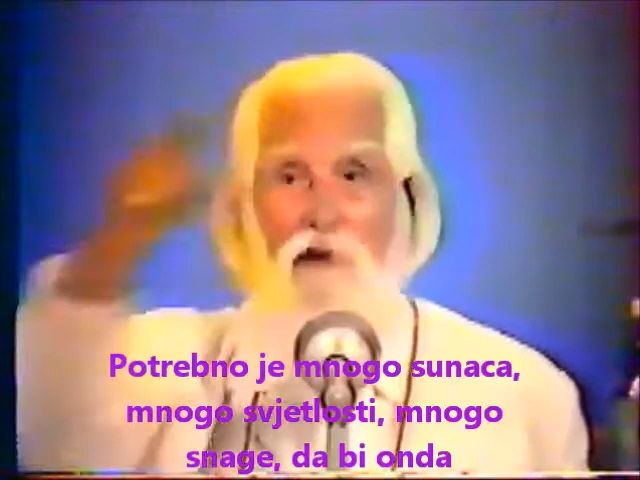 Potrebno je mnogo sunaca,
mnogo svjetlosti, mnogo
snage, da bi onda